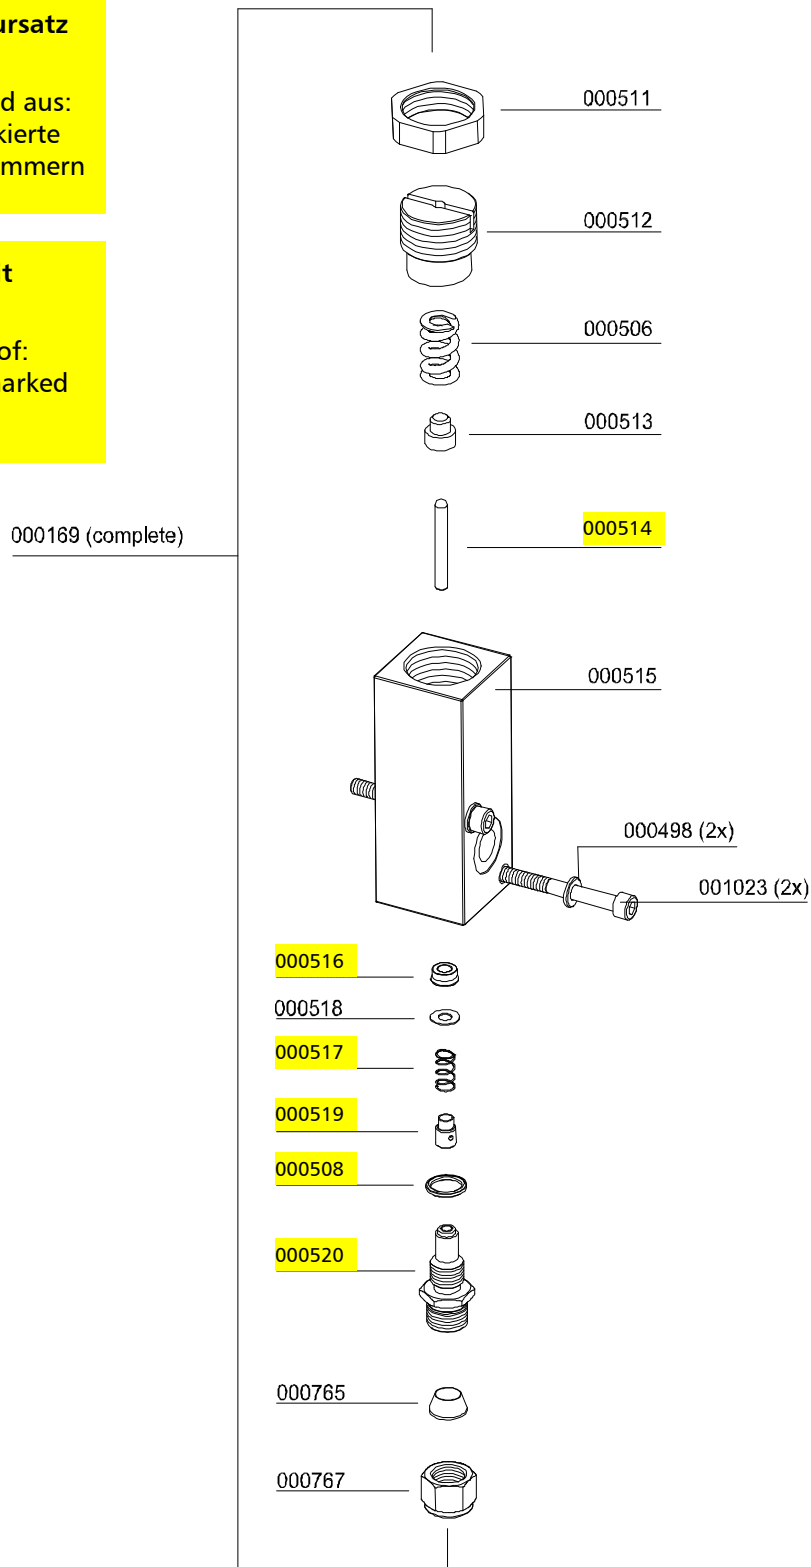 ursatz
d aus:
kierte
mmern
t
of:
arked
000511
000512
000506
000513
000169 (complete)
000514
000515
000498 (2x)
001023 (2x)
000516
000518
000517
000519
000508
000520
000765
000767